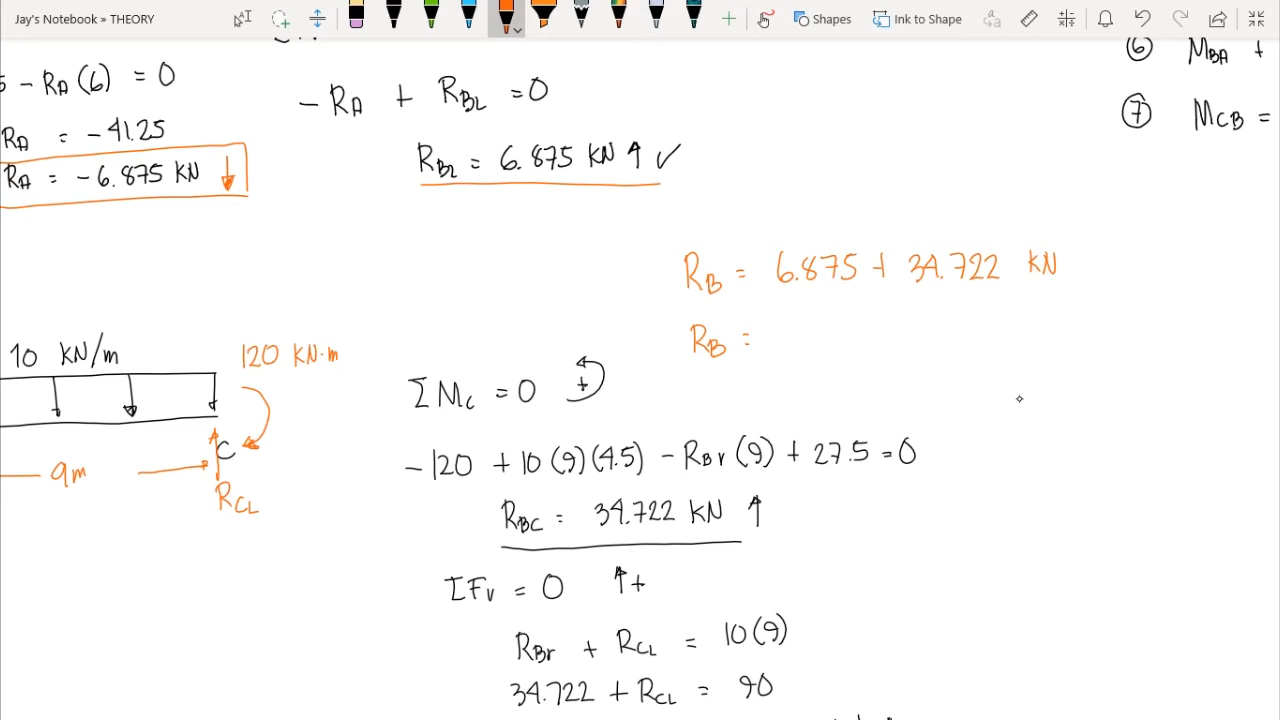 Jay's Notebook » THEORY
Shapes
Ink to Shape
- RA (6) = 0
RA = - 41.25
RA = - 6.875 KN ↓
- RA + RBL = 0
RBL = 6.875 KN ↑ ✓
⑥ MBA +
⑦ MCB =
RB = 6.875 + 34.722 KN
RB =
10 KN/m
120 KN·m
C
9m
RCL
ΣMC = 0 +
- 120 + 10 (9)(4.5) - RBr (9) + 27.5 = 0
RBC = 34.722 KN ↑
ΣFV = 0 ↑+
RBr + RCL = 10(9)
34.722 + RCL = 90